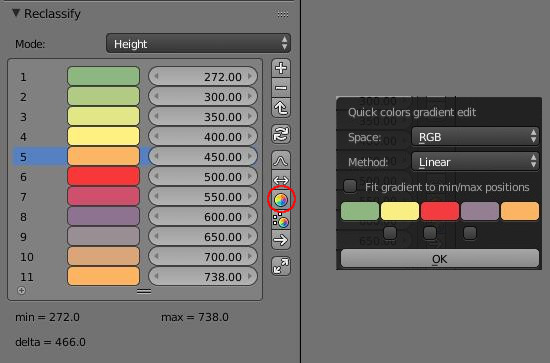 Reclassify
Mode: Height
1 272.00
2 300.00
3 350.00
4 400.00
5 450.00
6 500.00
7 550.00
8 600.00
9 650.00
10 700.00
11 738.00
min = 272.0 max = 738.0
delta = 466.0
Quick colors gradient edit
Space: RGB
Method: Linear
Fit gradient to min/max positions
OK